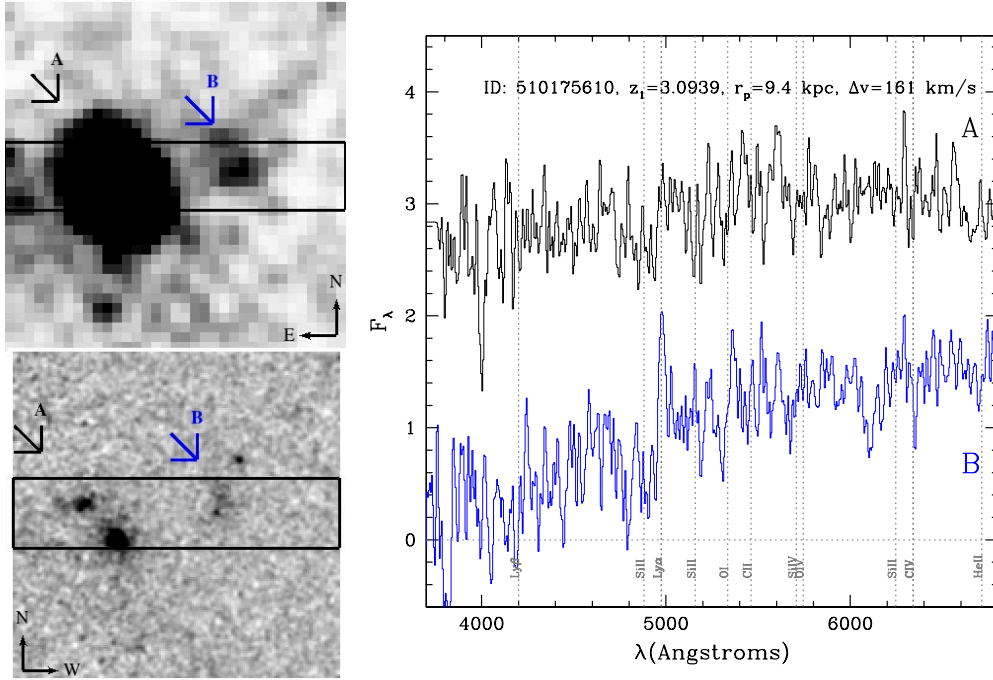 A
B
N
E
A
B
N
W
ID: 510175610, z_I=3.0939, r_p=9.4 kpc, Δv=161 km/s
A
B
F_λ
4
3
2
1
0
Lyβ SiII Lyα SiII OI CII SiIV OIV SiII CIV HeII
4000 5000 6000
λ(Angstroms)